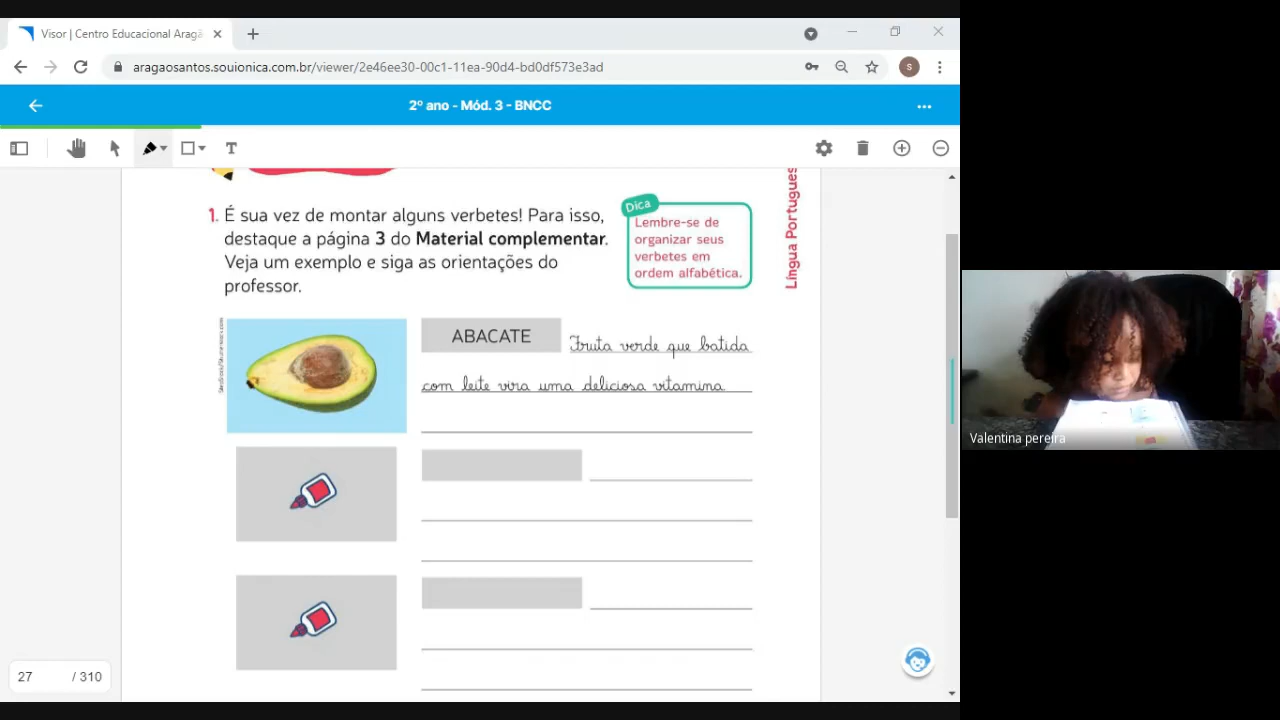 Visor | Centro Educacional Aragã
aragaosantos.souionica.com.br/viewer/2e46ee30-00c1-11ea-90d4-bd0df573e3ad
S
2º ano - Mód. 3 - BNCC
T
Língua Portugues
1. É sua vez de montar alguns verbetes! Para isso,
destaque a página 3 do Material complementar.
Veja um exemplo e siga as orientações do
professor.
Dica
Lembre-se de
organizar seus
verbetes em
ordem alfabética.
ABACATE Fruta verde que batida
com leite vira uma deliciosa vitamina
27 / 310
Valentina pereira